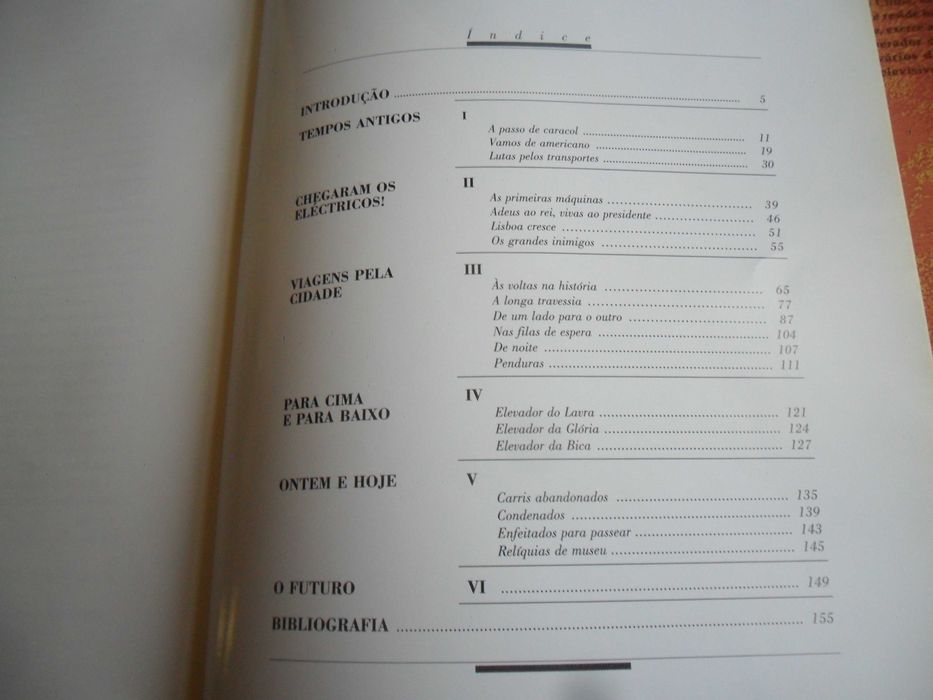 Índice
INTRODUÇÃO ........ 5
TEMPOS ANTIGOS I
A passo de caracol ........ 11
Vamos de americano ........ 19
Lutas pelos transportes ........ 30
CHEGARAM OS II
ELÉCTRICOS!
As primeiras máquinas ........ 39
Adeus ao rei, vivas ao presidente ........ 46
Lisboa cresce ........ 51
Os grandes inimigos ........ 55
VIAGENS PELA III
CIDADE
Às voltas na história ........ 65
A longa travessia ........ 77
De um lado para o outro ........ 87
Nas filas de espera ........ 104
De noite ........ 107
Penduras ........ 111
PARA CIMA IV
E PARA BAIXO
Elevador do Lavra ........ 121
Elevador da Glória ........ 124
Elevador da Bica ........ 127
ONTEM E HOJE V
Carris abandonados ........ 135
Condenados ........ 139
Enfeitados para passear ........ 143
Relíquias de museu ........ 145
O FUTURO VI ........ 149
BIBLIOGRAFIA ........ 155